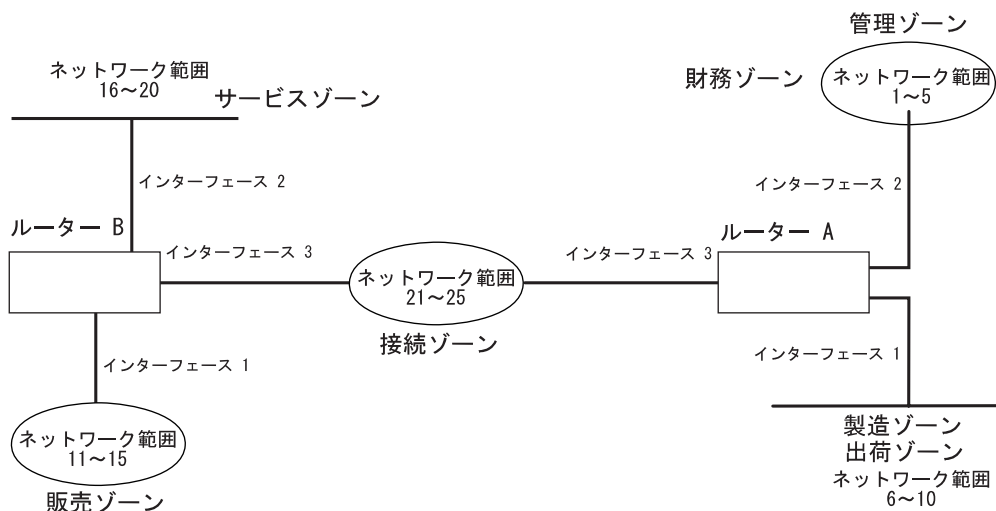 ネットワーク範囲
16～20
サービスゾーン
インターフェース 2
ルーター B
インターフェース 3
インターフェース 1
ネットワーク範囲
11～15
販売ゾーン
ネットワーク範囲
21～25
接続ゾーン
管理ゾーン
財務ゾーン
ネットワーク範囲
1～5
インターフェース 2
ルーター A
インターフェース 3
インターフェース 1
製造ゾーン
出荷ゾーン
ネットワーク範囲
6～10